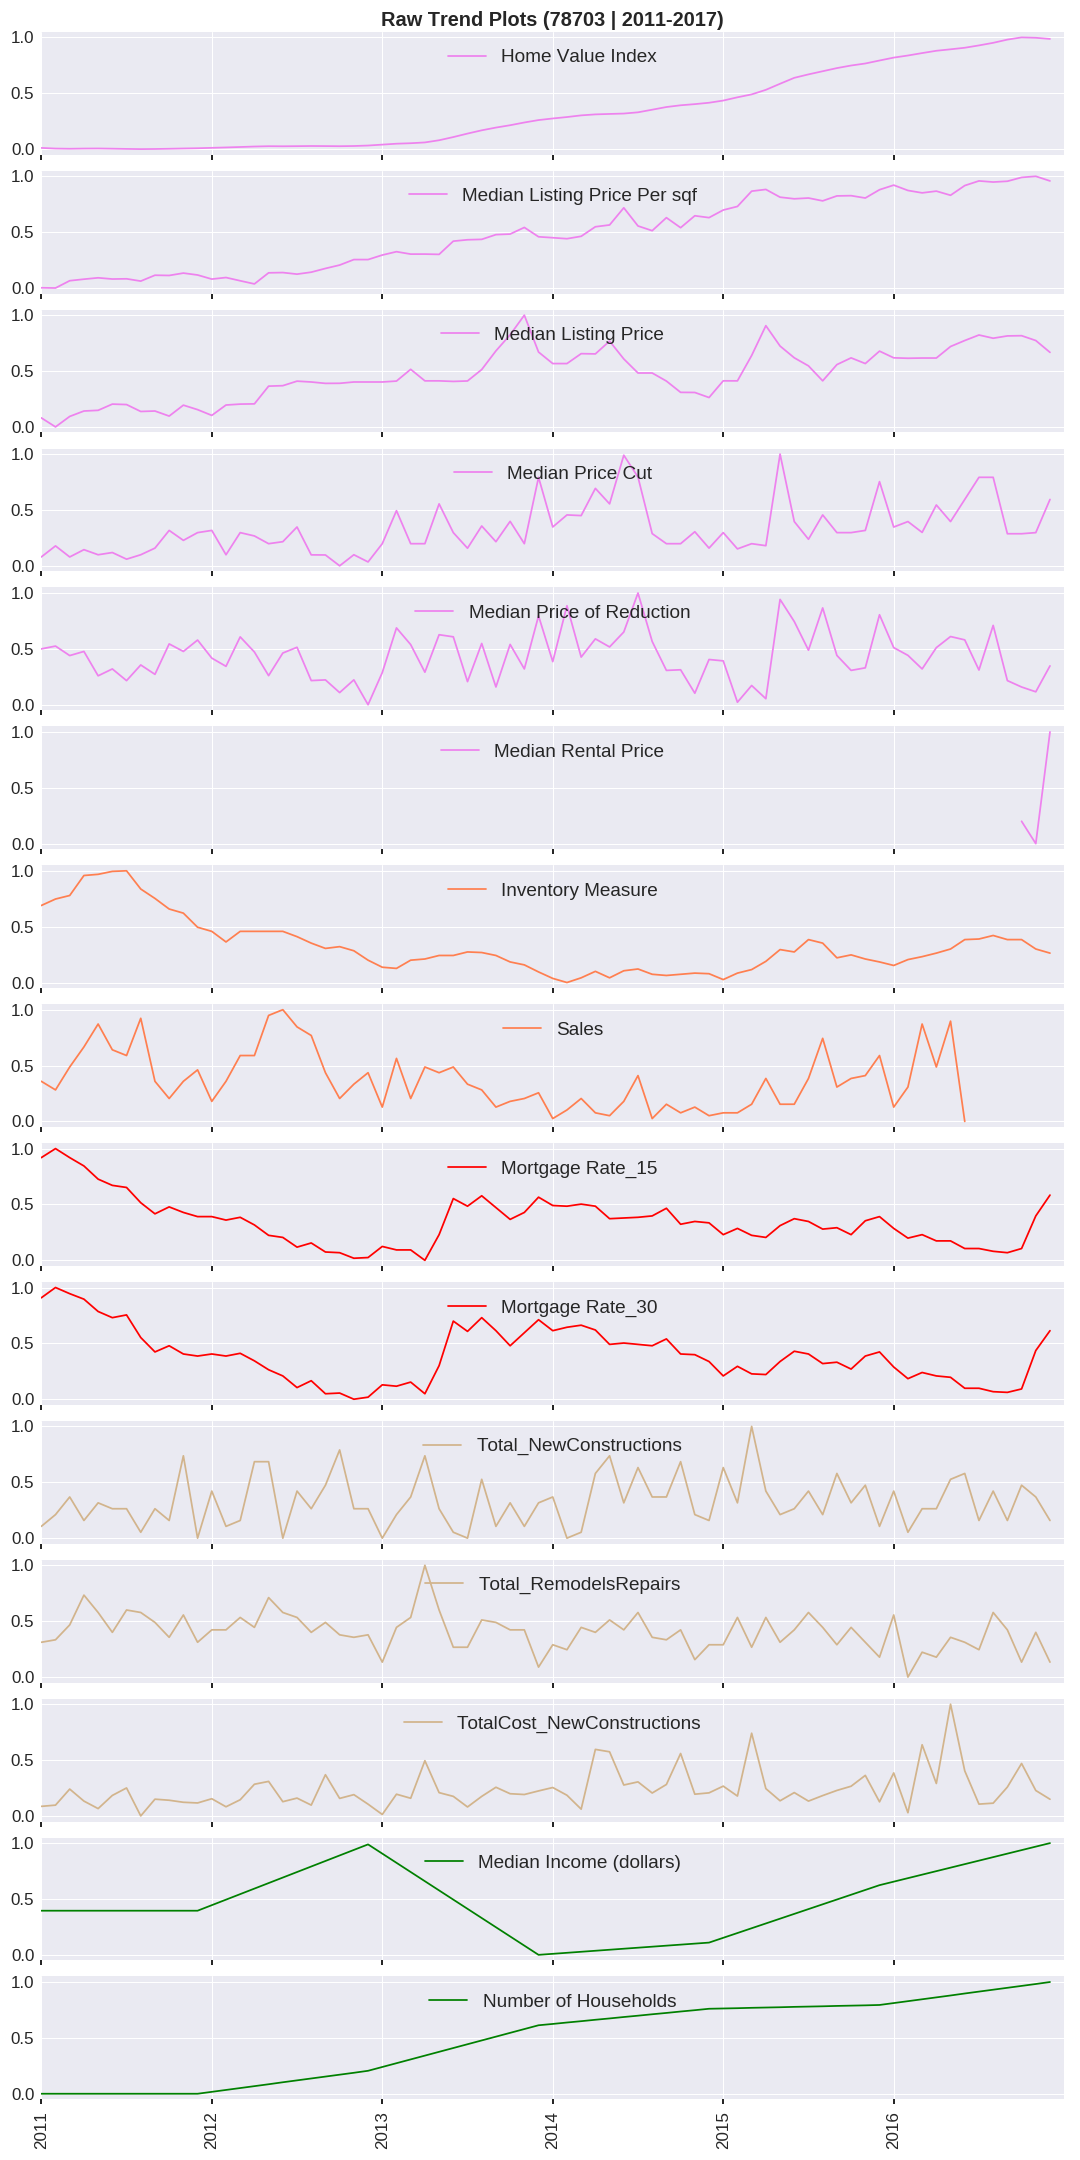 Raw Trend Plots (78703 | 2011-2017)
1.0
Home Value Index
0.5
0.0
1.0
Median Listing Price Per sqf
0.5
0.0
1.0
Median Listing Price
0.5
0.0
1.0
Median Price Cut
0.5
0.0
1.0
Median Price of Reduction
0.5
0.0
1.0
Median Rental Price
0.5
0.0
1.0
Inventory Measure
0.5
0.0
1.0
Sales
0.5
0.0
1.0
Mortgage Rate_15
0.5
0.0
1.0
Mortgage Rate_30
0.5
0.0
1.0
Total_NewConstructions
0.5
0.0
1.0
Total_RemodelsRepairs
0.5
0.0
1.0
TotalCost_NewConstructions
0.5
0.0
1.0
Median Income (dollars)
0.5
0.0
1.0
Number of Households
0.5
0.0
2011 2012 2013 2014 2015 2016